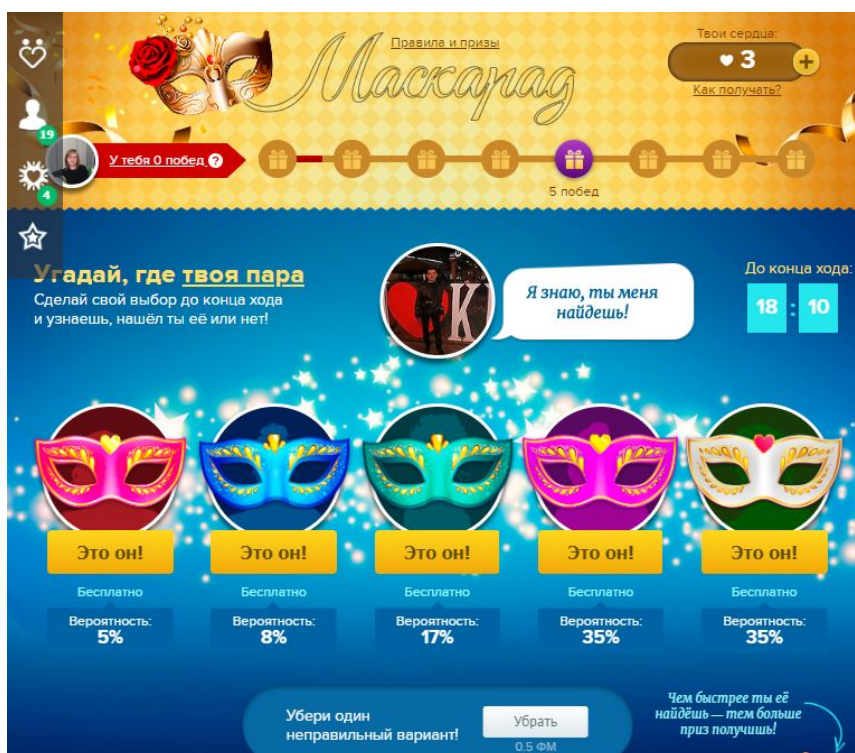 Правила и призы
Маскарад
Твои сердца:
3
Как получать?
19
4
У тебя 0 побед ?
5 побед
Угадай, где твоя пара
Сделай свой выбор до конца хода
и узнаешь, нашёл ты её или нет!
К
Я знаю, ты меня
найдешь!
До конца хода:
18 : 10
Это он! Это он! Это он! Это он! Это он!
Бесплатно Бесплатно Бесплатно Бесплатно Бесплатно
Вероятность: Вероятность: Вероятность: Вероятность: Вероятность:
5% 8% 17% 35% 35%
Убери один
неправильный вариант!
Убрать
0.5 ФМ
Чем быстрее ты её
найдёшь — тем больше
приз получишь!